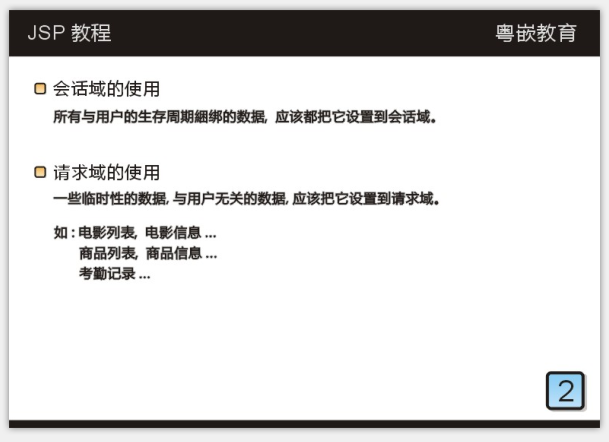 JSP 教程
粤嵌教育
会话域的使用
所有与用户的生存周期綑绑的数据, 应该都把它设置到会话域。
请求域的使用
一些临时性的数据, 与用户无关的数据, 应该把它设置到请求域。
如 : 电影列表, 电影信息 ...
商品列表, 商品信息 ...
考勤记录 ...
2